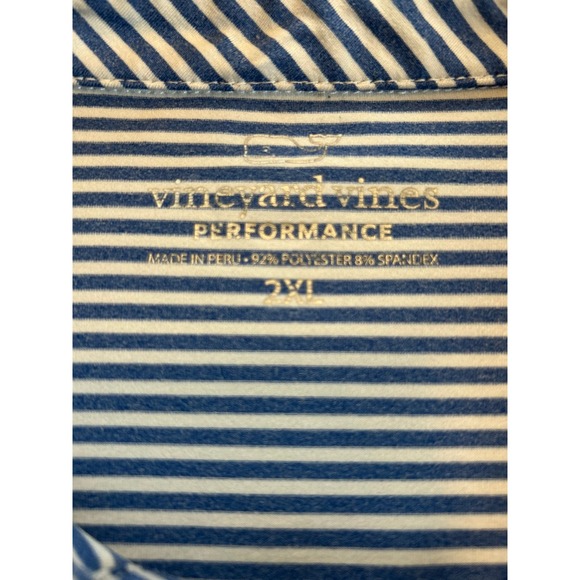 vineyard vines
PERFORMANCE
MADE IN PERU • 92% POLYESTER 8% SPANDEX
2XL